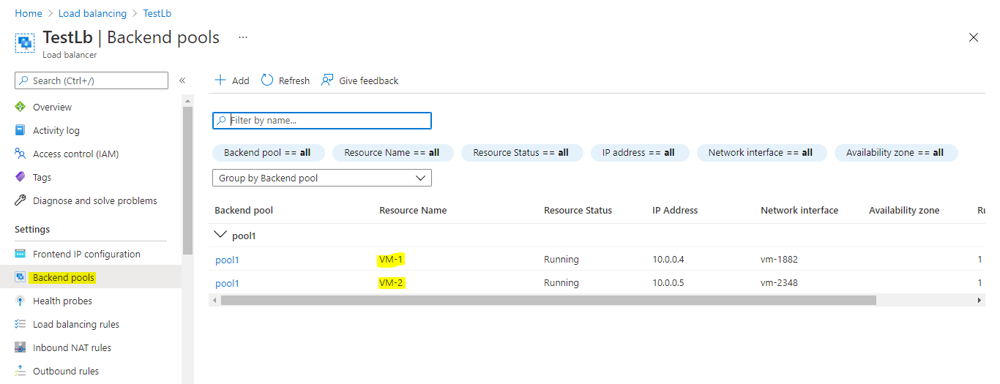 Home > Load balancing > TestLb
TestLb | Backend pools ...
Load balancer
Search (Ctrl+/) «
Overview
Activity log
Access control (IAM)
Tags
Diagnose and solve problems
Settings
Frontend IP configuration
Backend pools
Health probes
Load balancing rules
Inbound NAT rules
Outbound rules
Add Refresh Give feedback
Filter by name...
Backend pool == all Resource Name == all Resource Status == all IP address == all Network interface == all Availability zone == all
Group by Backend pool
Backend pool Resource Name Resource Status IP Address Network interface Availability zone
pool1
pool1 VM-1 Running 10.0.0.4 vm-1882 1
pool1 VM-2 Running 10.0.0.5 vm-2348 1